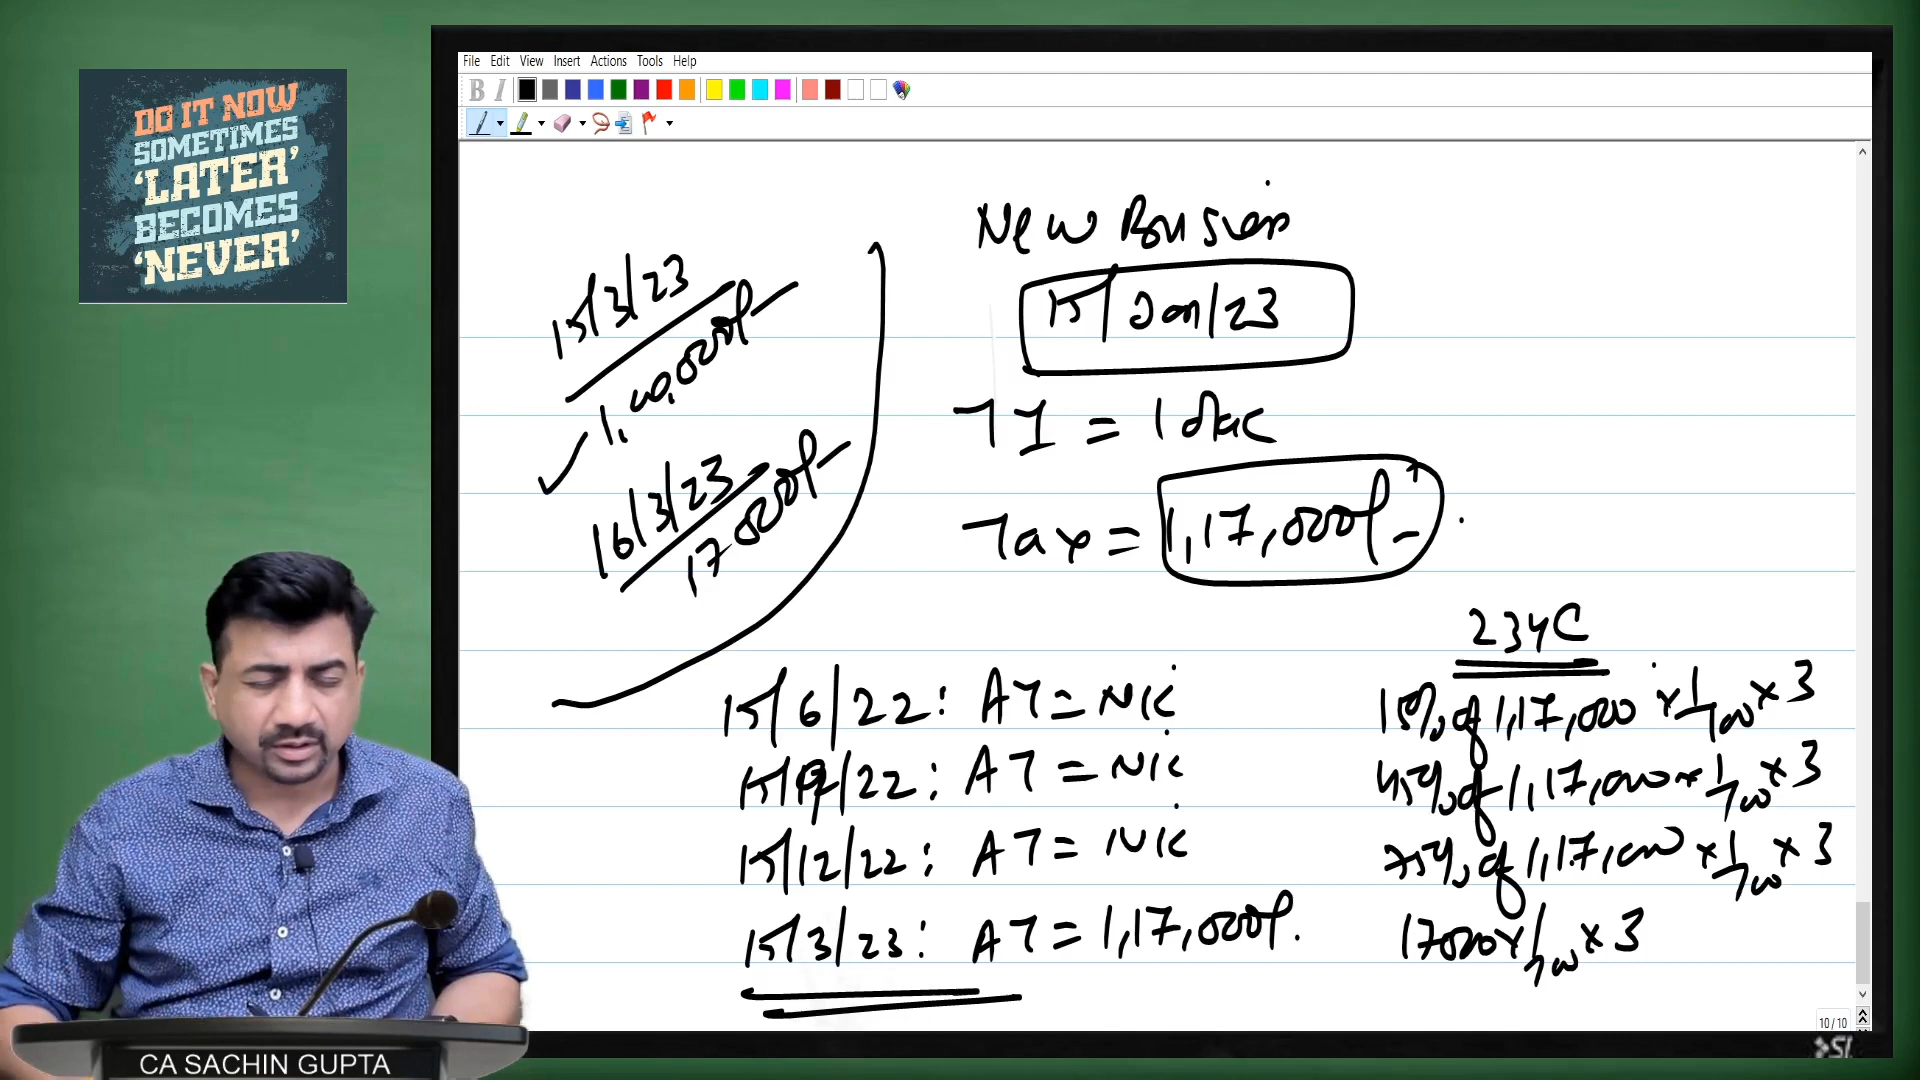 DO IT NOW
SOMETIMES
'LATER'
BECOMES
'NEVER'
File Edit View Insert Actions Tools Help
B I
New
15/Jan/23
15/3/23
1,00,000/-
TI = 10 lac
16/3/23
17000/-
Tax = 1,17,000/-
234C
15/6/22: AT = Nil 15% of 1,17,000 × 1/100 × 3
15/9/22: AT = Nil 45% of 1,17,000 × 1/100 × 3
15/12/22: AT = Nil 75% of 1,17,000 × 1/100 × 3
15/3/23: AT = 1,17,000/. 17000 × 1/100 × 3
10/10
CA SACHIN GUPTA